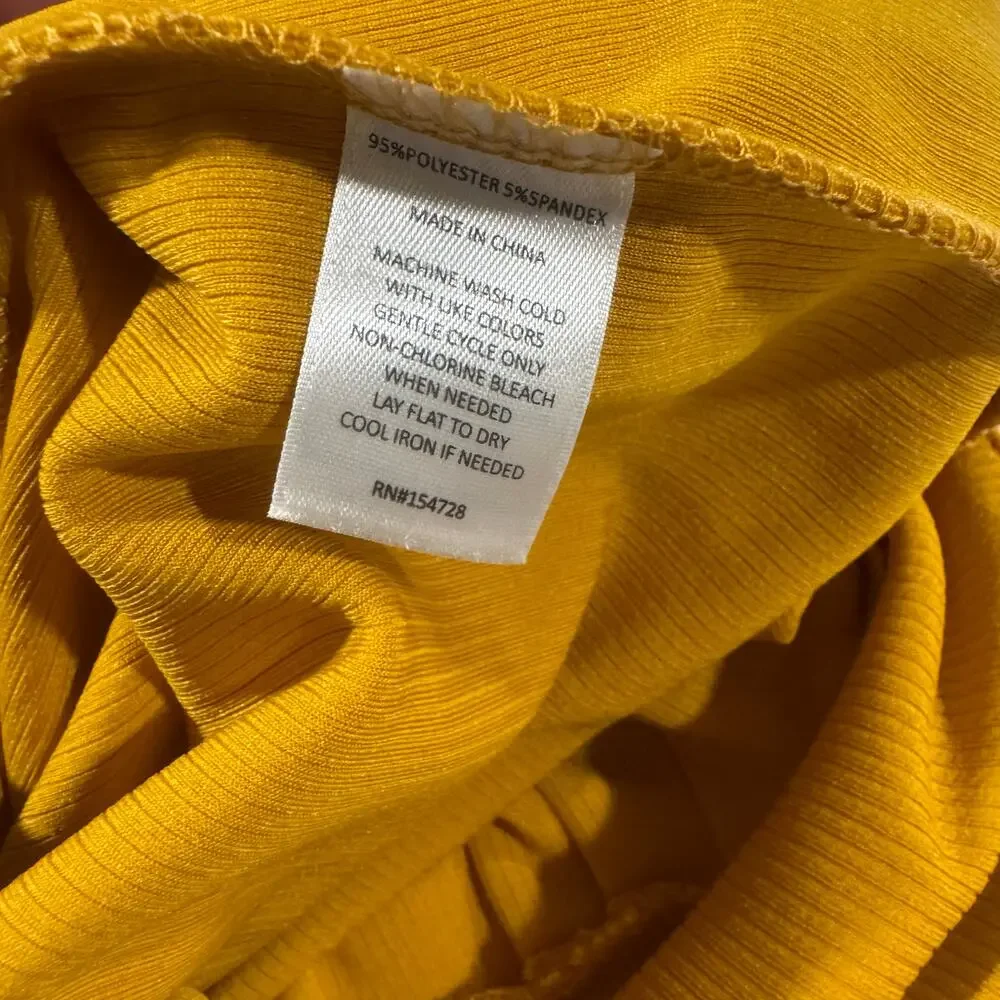 95%POLYESTER 5%SPANDEX
MADE IN CHINA
MACHINE WASH COLD
WITH LIKE COLORS
GENTLE CYCLE ONLY
NON-CHLORINE BLEACH
WHEN NEEDED
LAY FLAT TO DRY
COOL IRON IF NEEDED
RN#154728